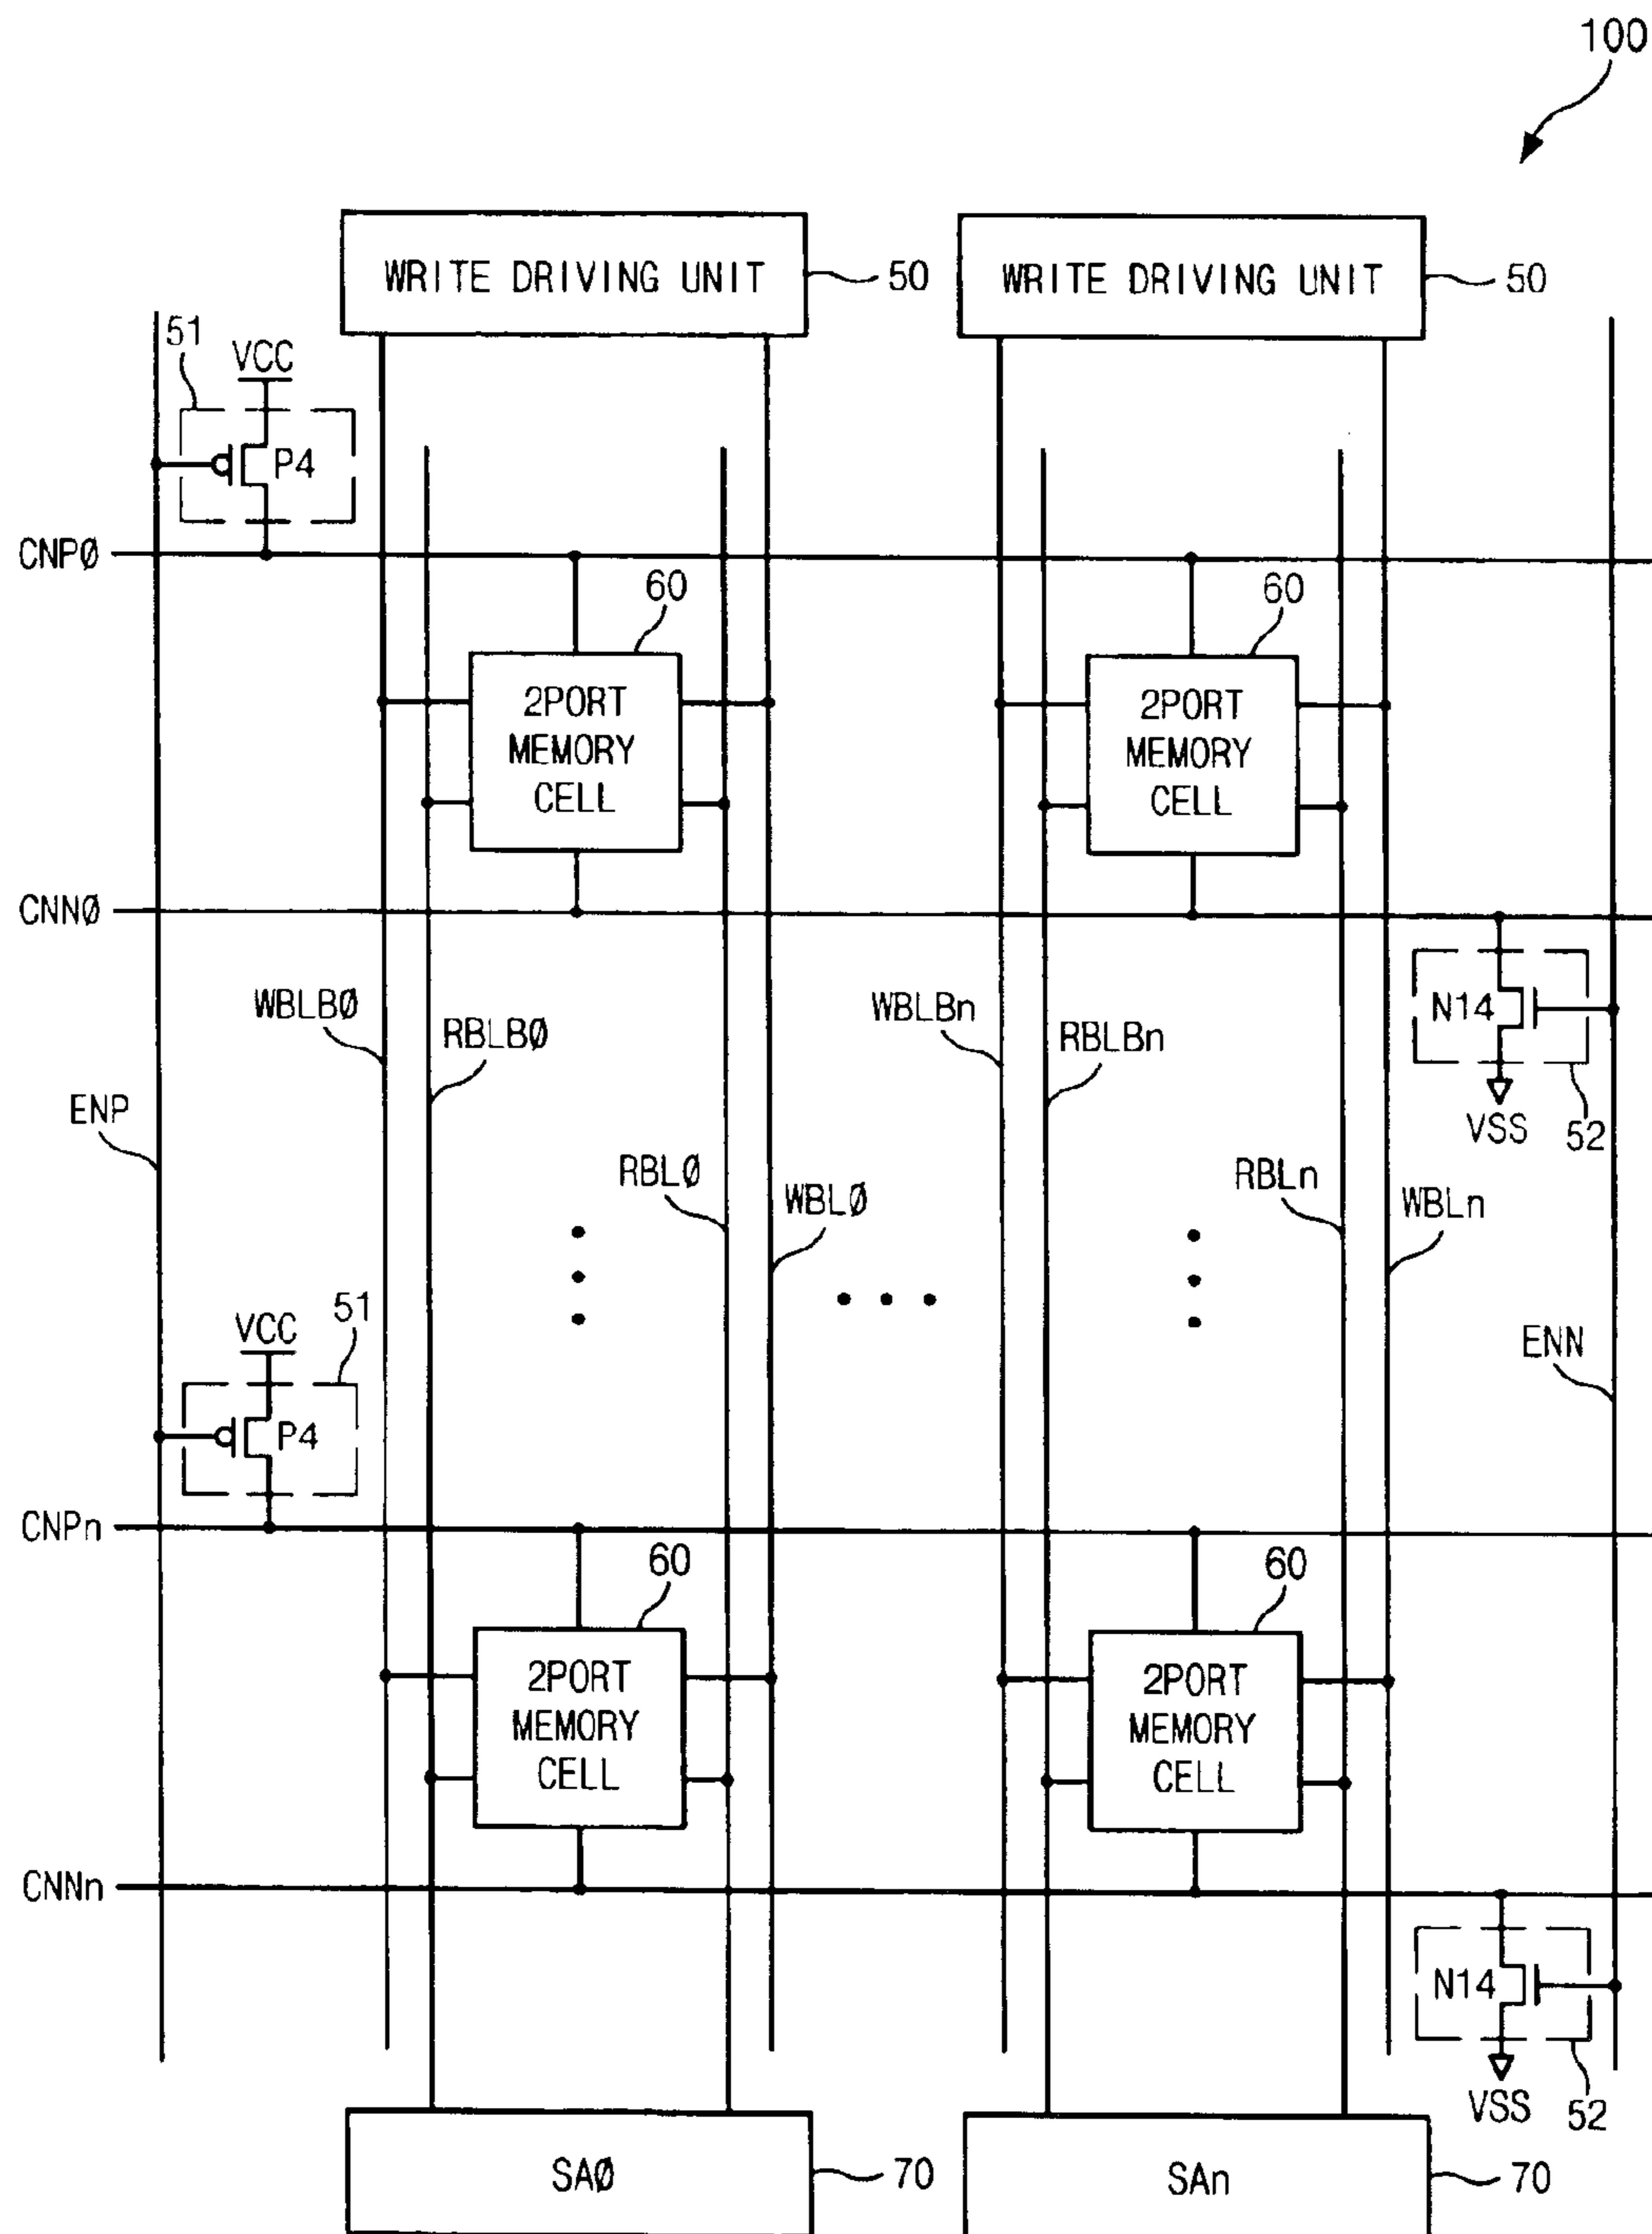 100
WRITE DRIVING UNIT
50
WRITE DRIVING UNIT
50
51
VCC
P4
CNPØ
60
2PORT
MEMORY
CELL
60
2PORT
MEMORY
CELL
CNNØ
N14
VSS
52
WBLBØ
RBLBØ
WBLBn
RBLBn
ENP
RBLØ
WBLØ
RBLn
WBLn
ENN
VCC
51
P4
CNPn
60
2PORT
MEMORY
CELL
60
2PORT
MEMORY
CELL
CNNn
N14
VSS
52
SAØ
70
SAn
70